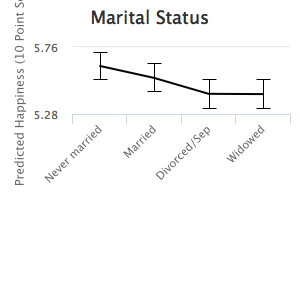 Marital Status
Predicted Happiness (10 Point
5.76
5.28
Never married
Married
Divorced/Sep
Widowed